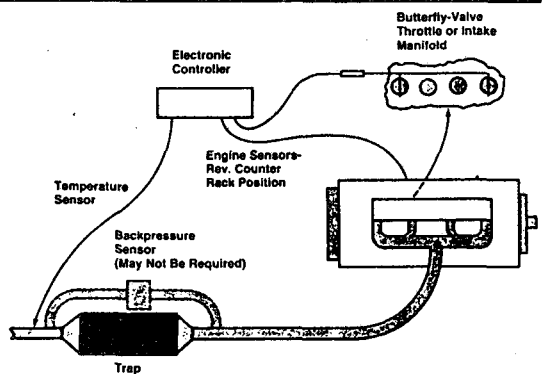 Butterfly-Valve
Throttle or Intake
Manifold
Electronic
Controller
Engine Sensors-
Rev. Counter
Rack Position
Temperature
Sensor
Backpressure
Sensor
(May Not Be Required)
Trap